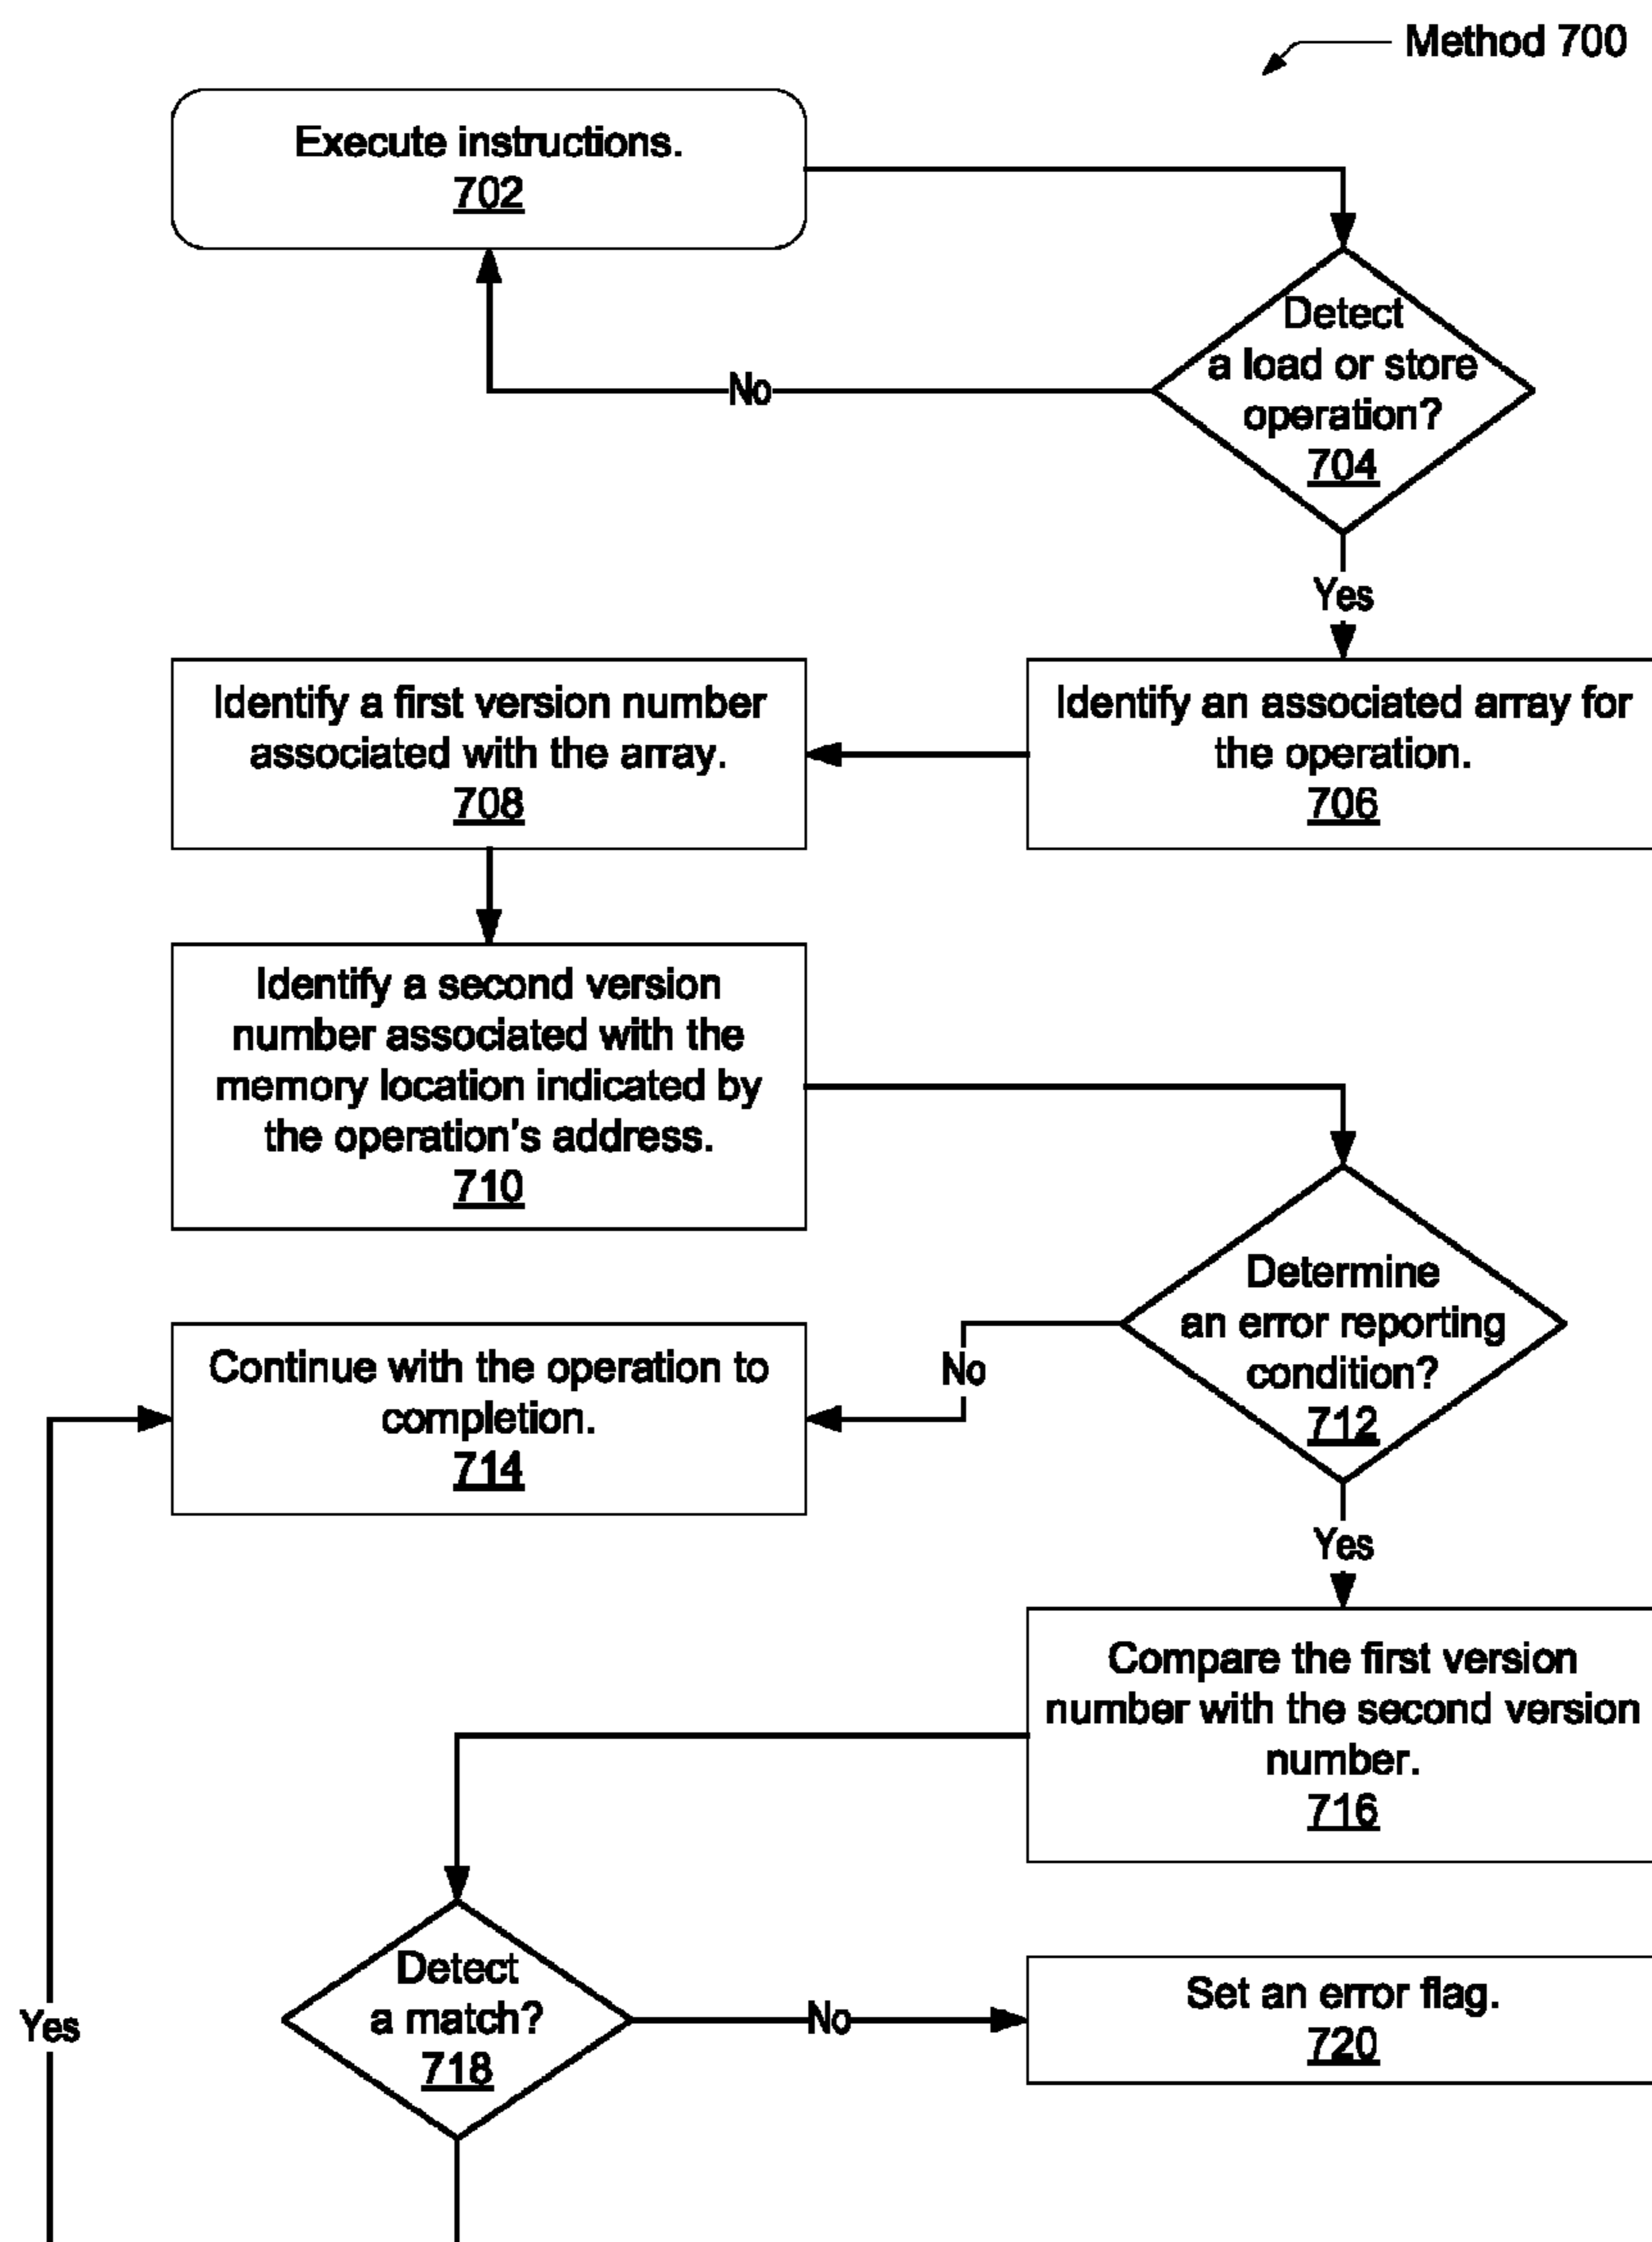 Method 700
Execute instructions.
702
Detect
a load or store
operation?
704
No
Yes
Identify an associated array for
the operation.
706
Identify a first version number
associated with the array.
708
Identify a second version
number associated with the
memory location indicated by
the operation's address.
710
Determine
an error reporting
condition?
712
No
Continue with the operation to
completion.
714
Yes
Compare the first version
number with the second version
number.
716
Detect
a match?
718
No
Set an error flag.
720
Yes